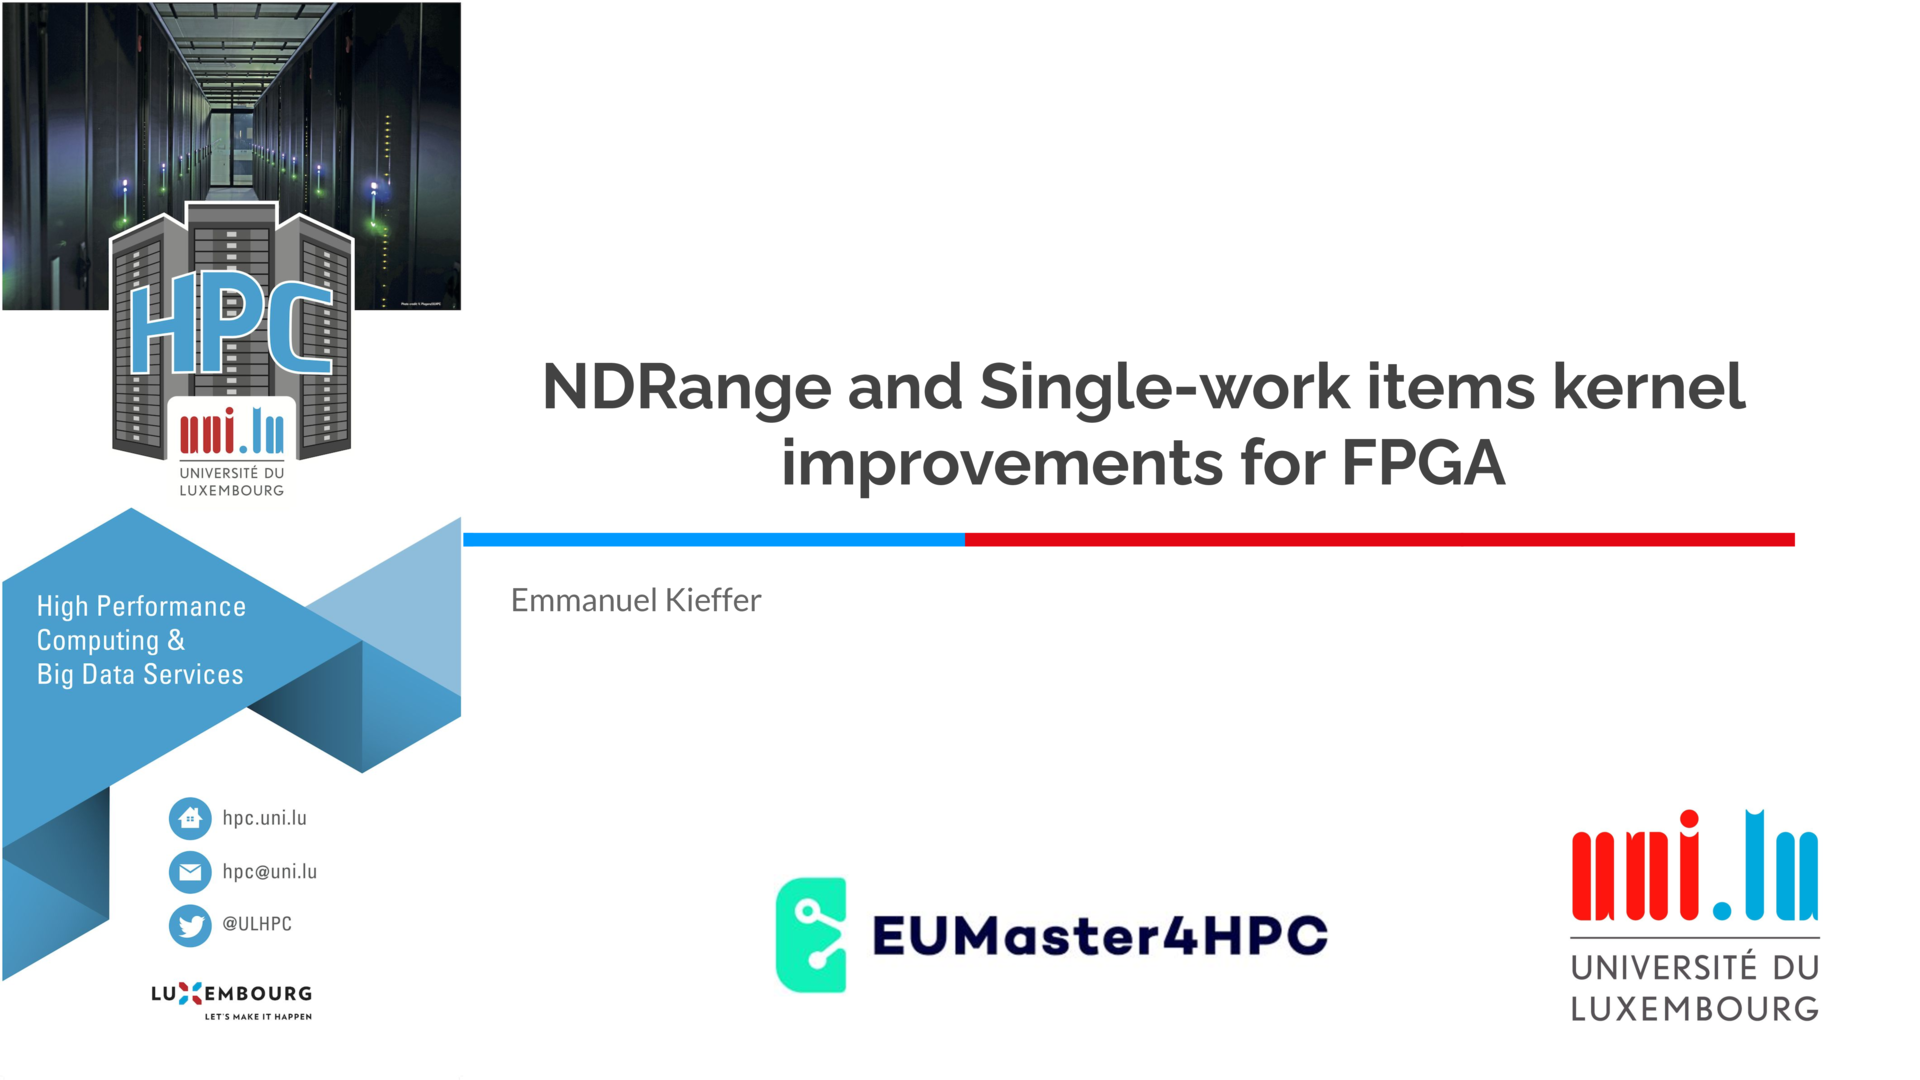 HPC
uni.lu
UNIVERSITÉ DU
LUXEMBOURG
NDRange and Single-work items kernel
improvements for FPGA
Emmanuel Kieffer
High Performance
Computing &
Big Data Services
hpc.uni.lu
hpc@uni.lu
@ULHPC
LUXEMBOURG
LET'S MAKE IT HAPPEN
EUMaster4HPC
uni.lu
UNIVERSITÉ DU
LUXEMBOURG